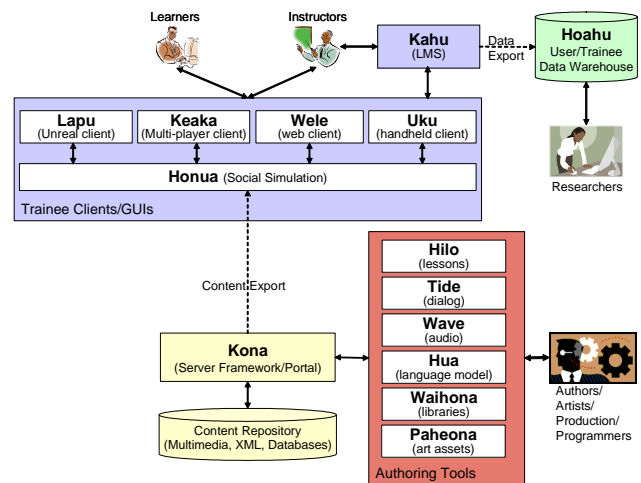 Learners
Instructors
Kahu
(LMS)
Data
Export
Hoahu
User/Trainee
Data Warehouse
Lapu
(Unreal client)
Keaka
(Multi-player client)
Wele
(web client)
Uku
(handheld client)
Honua (Social Simulation)
Trainee Clients/GUIs
Researchers
Content Export
Hilo
(lessons)
Tide
(dialog)
Wave
(audio)
Hua
(language model)
Waihona
(libraries)
Paheona
(art assets)
Authoring Tools
Kona
(Server Framework/Portal)
Content Repository
(Multimedia, XML, Databases)
Authors/
Artists/
Production/
Programmers